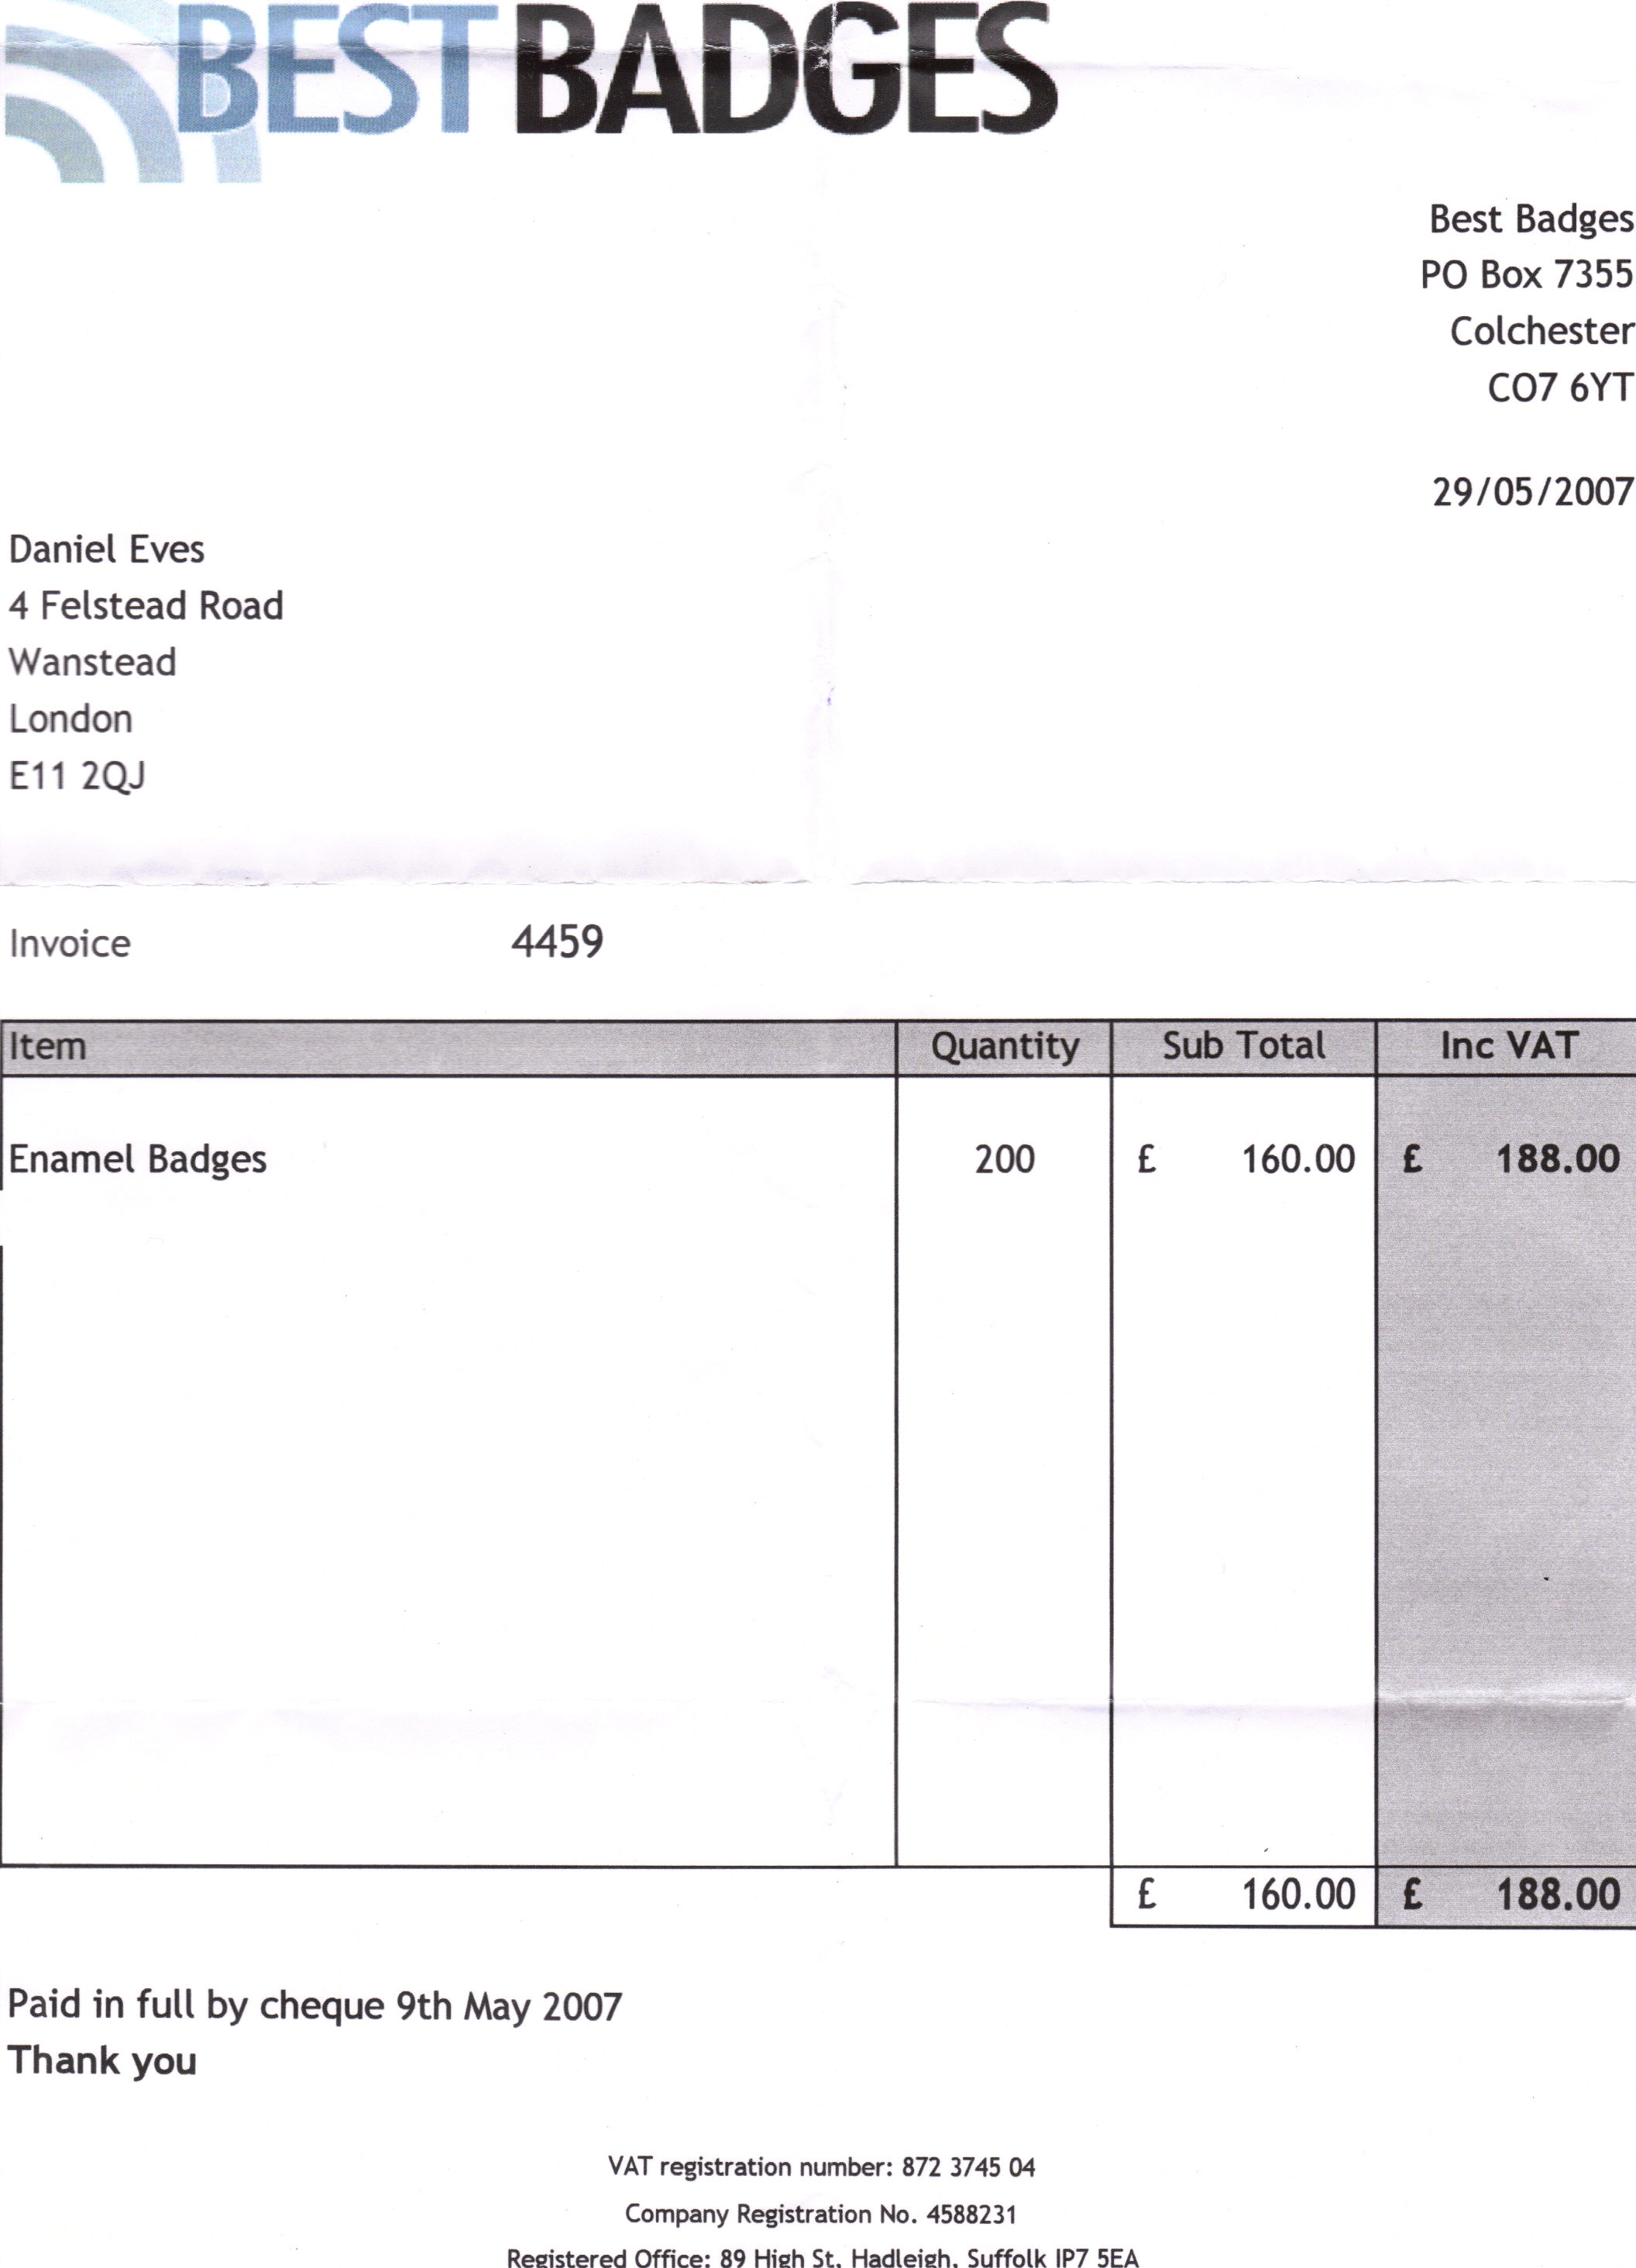 BEST BADGES
Best Badges
PO Box 7355
Colchester
CO7 6YT
29/05/2007
Daniel Eves
4 Felstead Road
Wanstead
London
E11 2QJ
Invoice 4459
Item Quantity Sub Total Inc VAT
Enamel Badges 200 £ 160.00 £ 188.00
£ 160.00 £ 188.00
Paid in full by cheque 9th May 2007
Thank you
VAT registration number: 872 3745 04
Company Registration No. 4588231
Registered Office: 89 High St, Hadleigh, Suffolk IP7 5EA